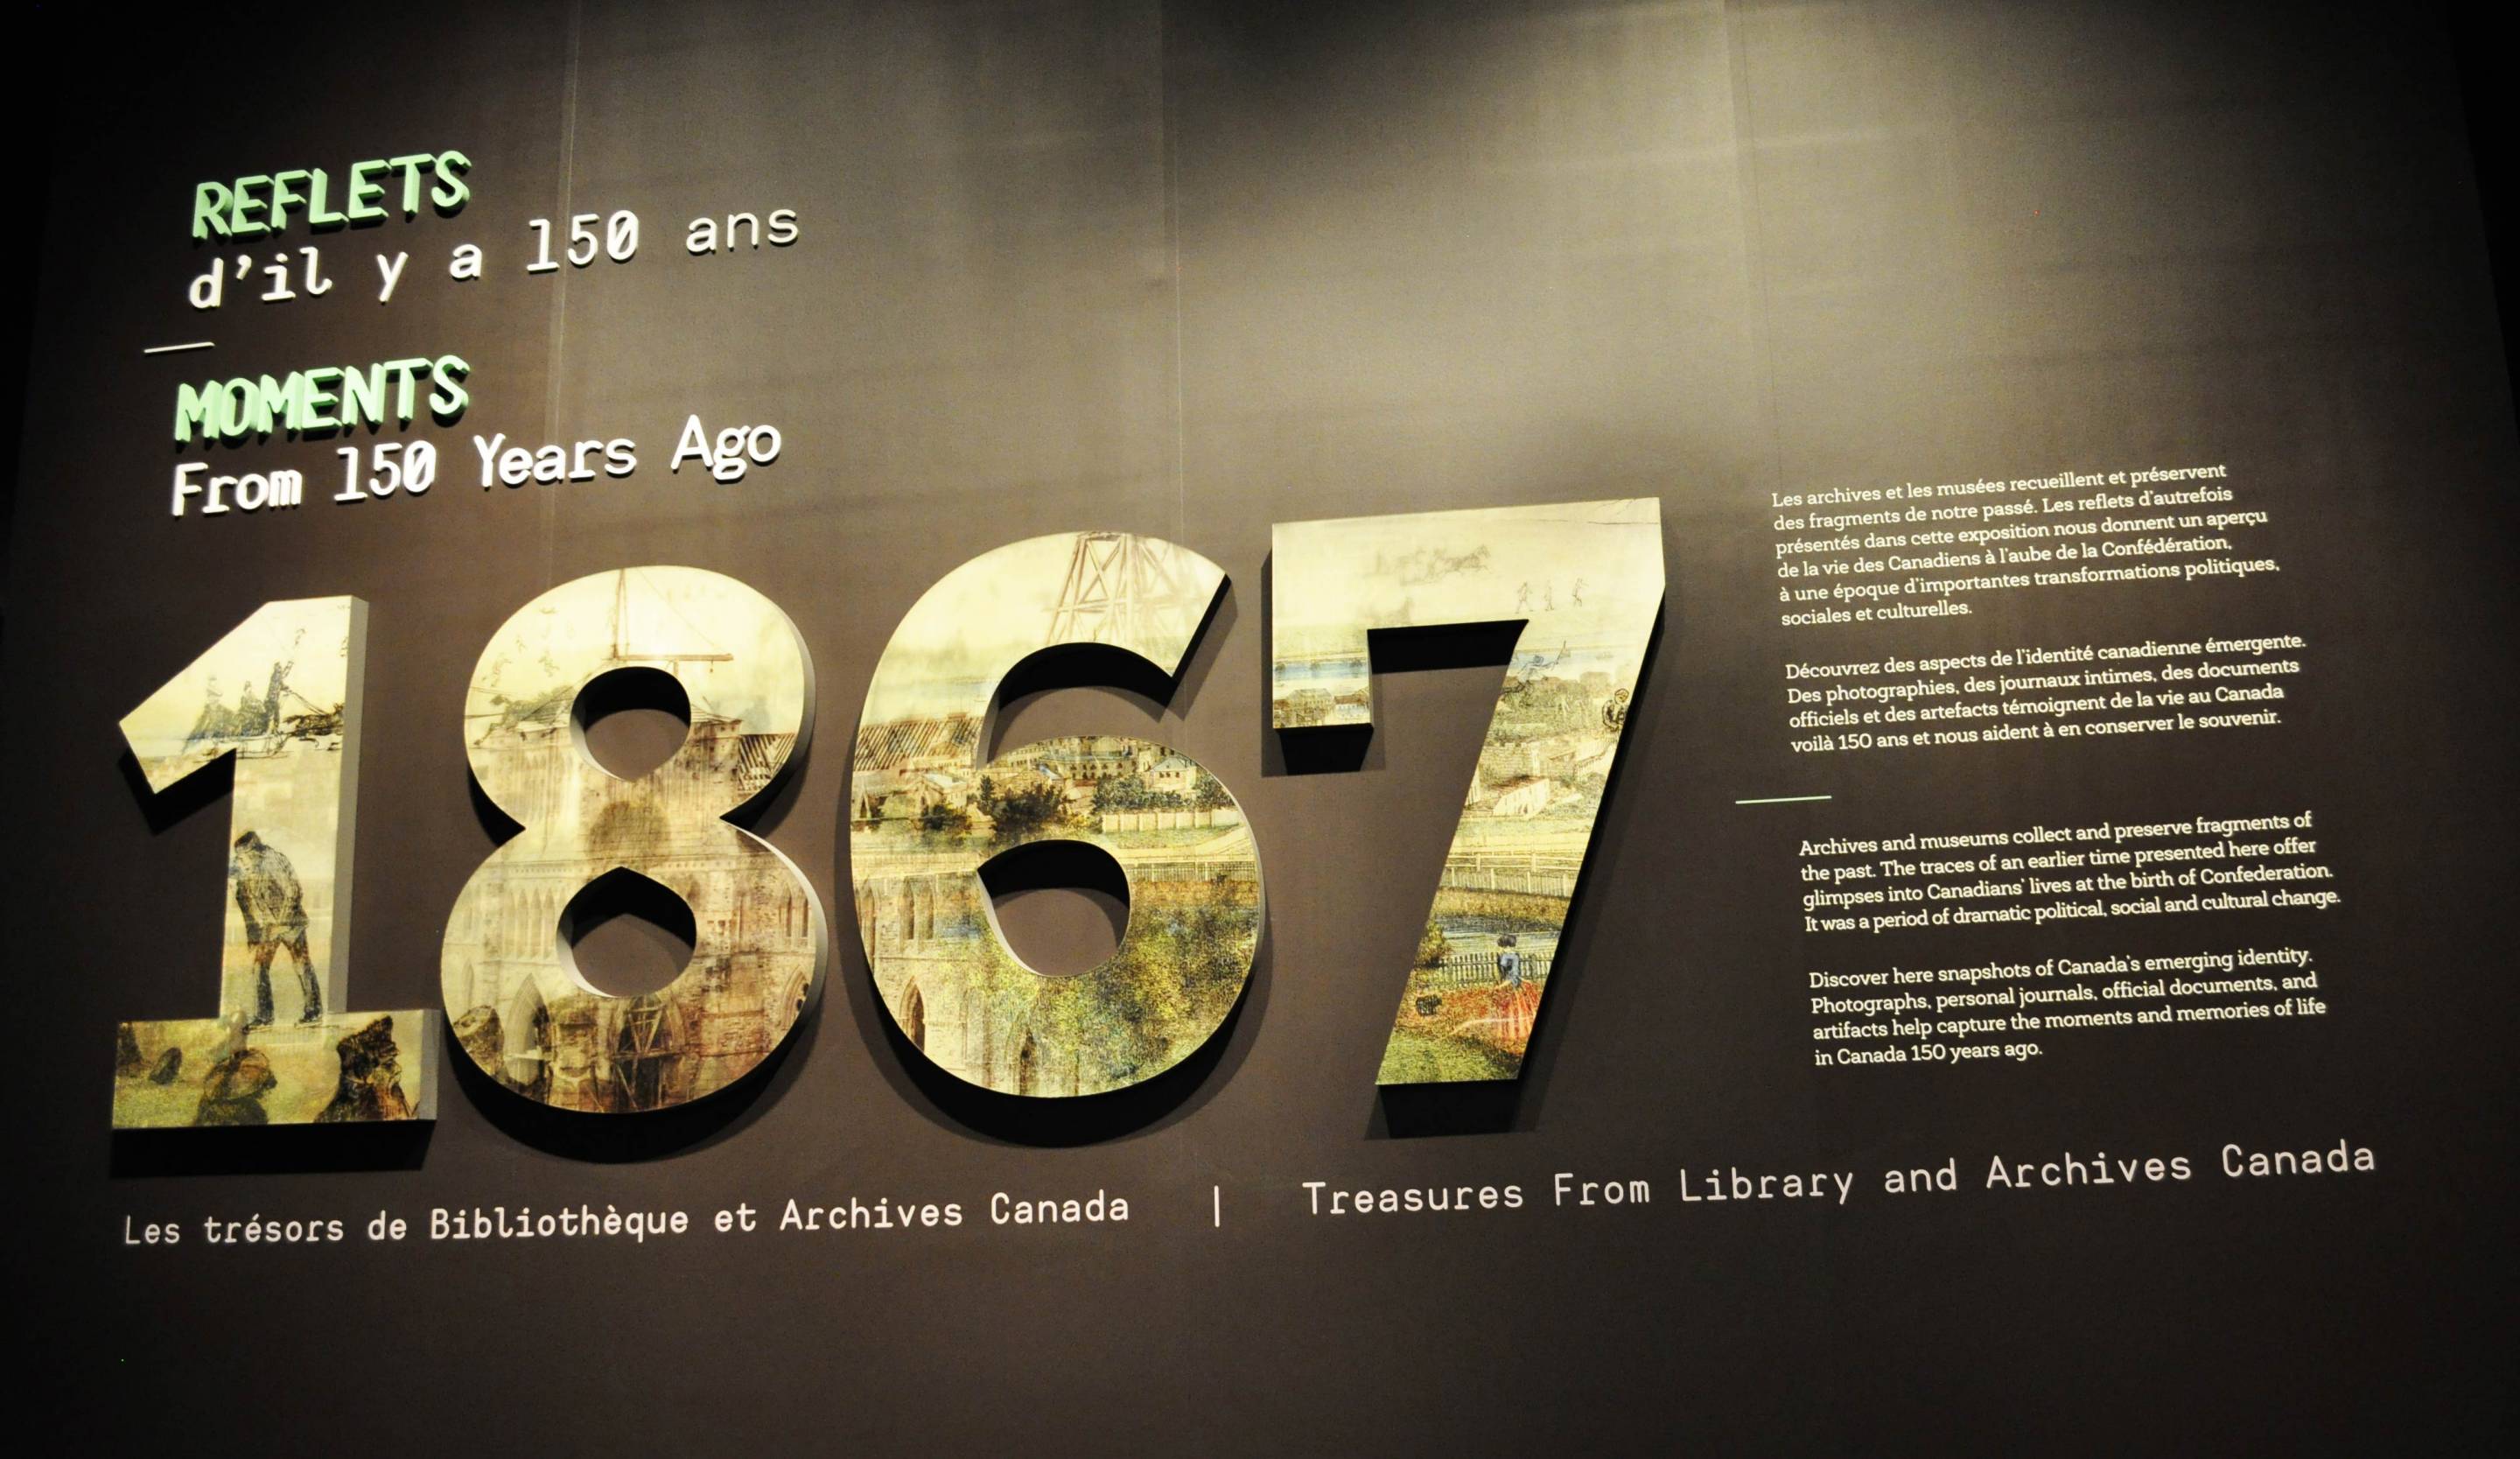 REFLETS
d'il y a 150 ans
MOMENTS
From 150 Years Ago
1867
Les archives et les musées recueillent et préservent
des fragments de notre passé. Les reflets d'autrefois
présentés dans cette exposition nous donnent un aperçu
de la vie des Canadiens à l'aube de la Confédération,
à une époque d'importantes transformations politiques,
sociales et culturelles.
Découvrez des aspects de l'identité canadienne émergente.
Des photographies, des journaux intimes, des documents
officiels et des artefacts témoignent de la vie au Canada
voilà 150 ans et nous aident à en conserver le souvenir.
Archives and museums collect and preserve fragments of
the past. The traces of an earlier time presented here offer
glimpses into Canadians' lives at the birth of Confederation.
It was a period of dramatic political, social and cultural change.
Discover here snapshots of Canada's emerging identity.
Photographs, personal journals, official documents, and
artifacts help capture the moments and memories of life
in Canada 150 years ago.
Les trésors de Bibliothèque et Archives Canada | Treasures From Library and Archives Canada